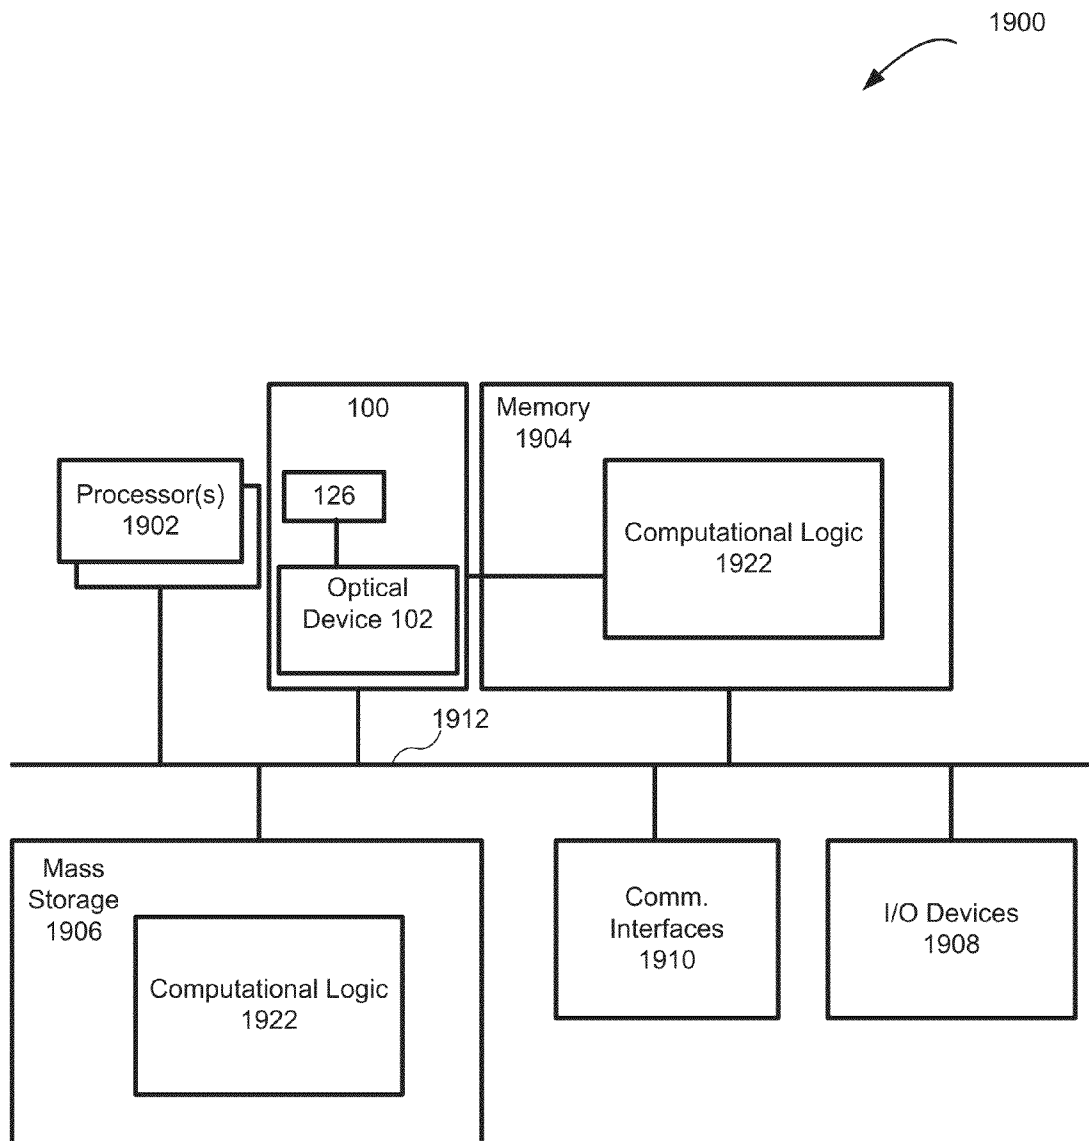 1900
100
Memory
1904
Processor(s)
1902
126
Computational Logic
1922
Optical
Device 102
1912
Mass
Storage
1906
Computational Logic
1922
Comm.
Interfaces
1910
I/O Devices
1908